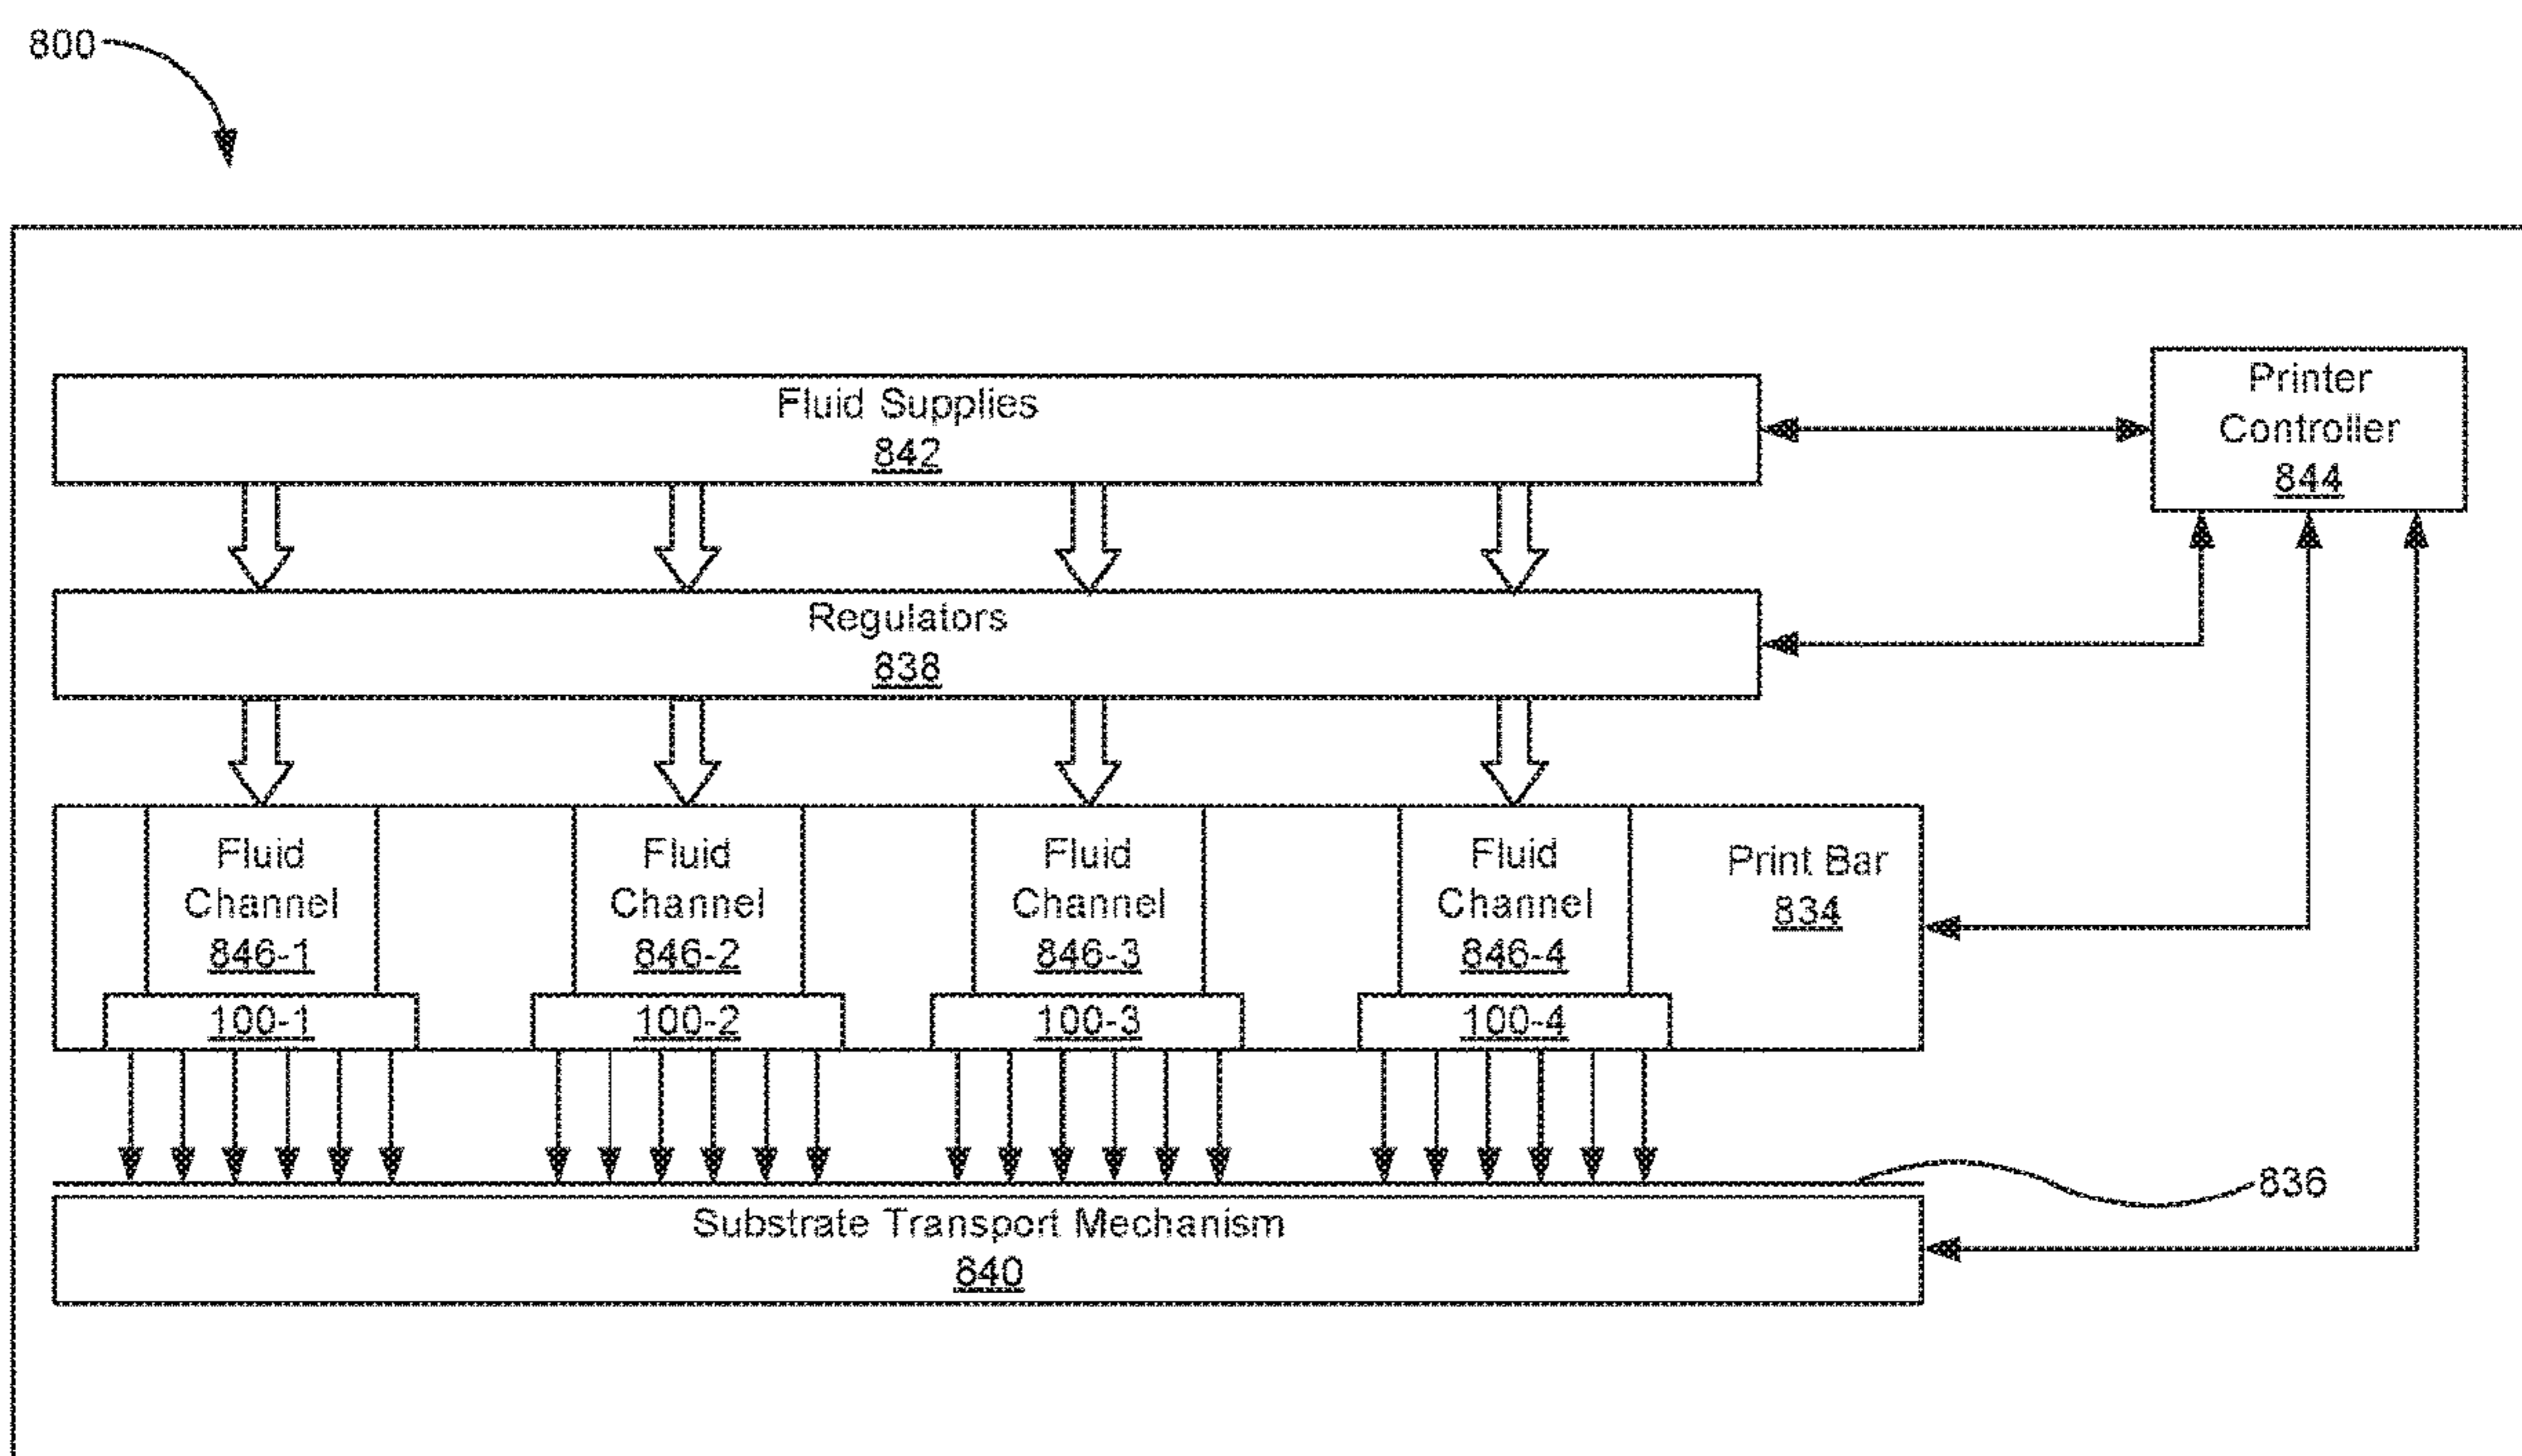 800
Fluid Supplies
842
Printer
Controller
844
Regulators
838
Fluid
Channel
846-1
Fluid
Channel
846-2
Fluid
Channel
846-3
Fluid
Channel
846-4
Print Bar
834
100-1
100-2
100-3
100-4
836
Substrate Transport Mechanism
840